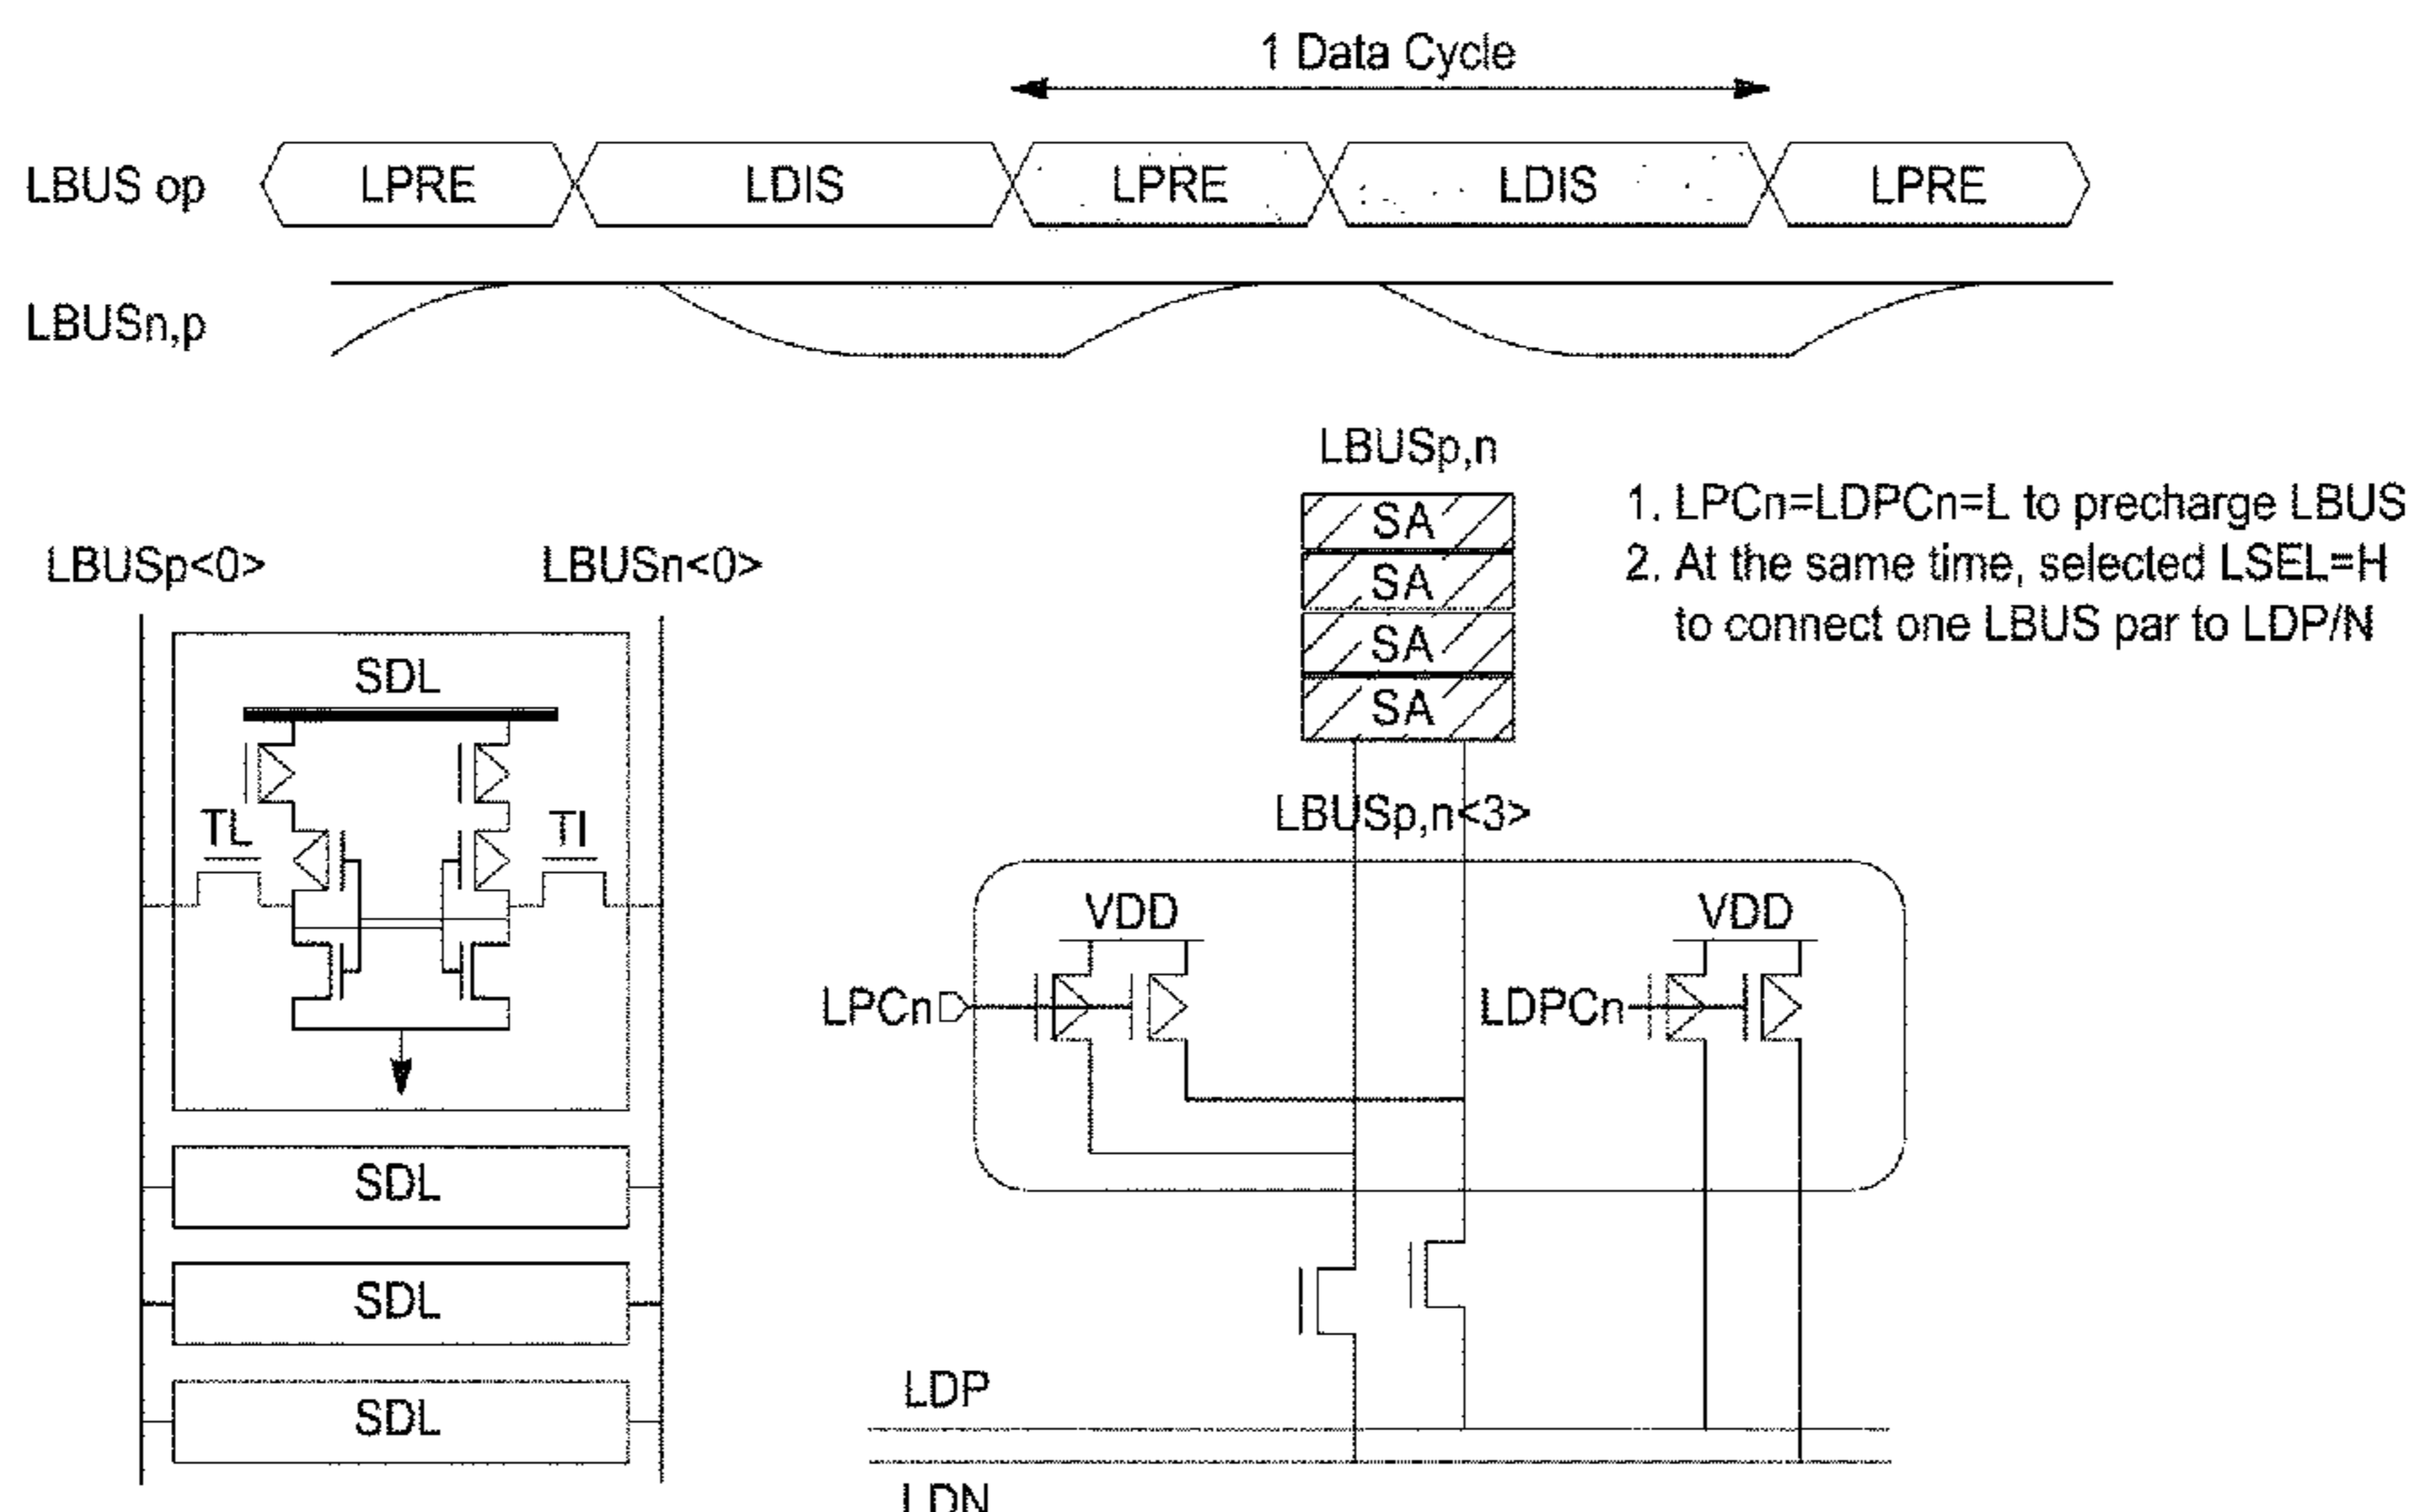 1 Data Cycle
LBUS op
LPRE
LDIS
LPRE
LDIS
LPRE
LBUSn,p
LBUSp,n
SA
SA
SA
SA
1. LPCn=LDPCn=L to precharge LBUS
2. At the same time, selected LSEL=H
to connect one LBUS par to LDP/N
LBUSp<0>
LBUSn<0>
SDL
TL
TI
SDL
SDL
SDL
LBUSp,n<3>
VDD
VDD
LPCn
LDPCn
LDP
LDN